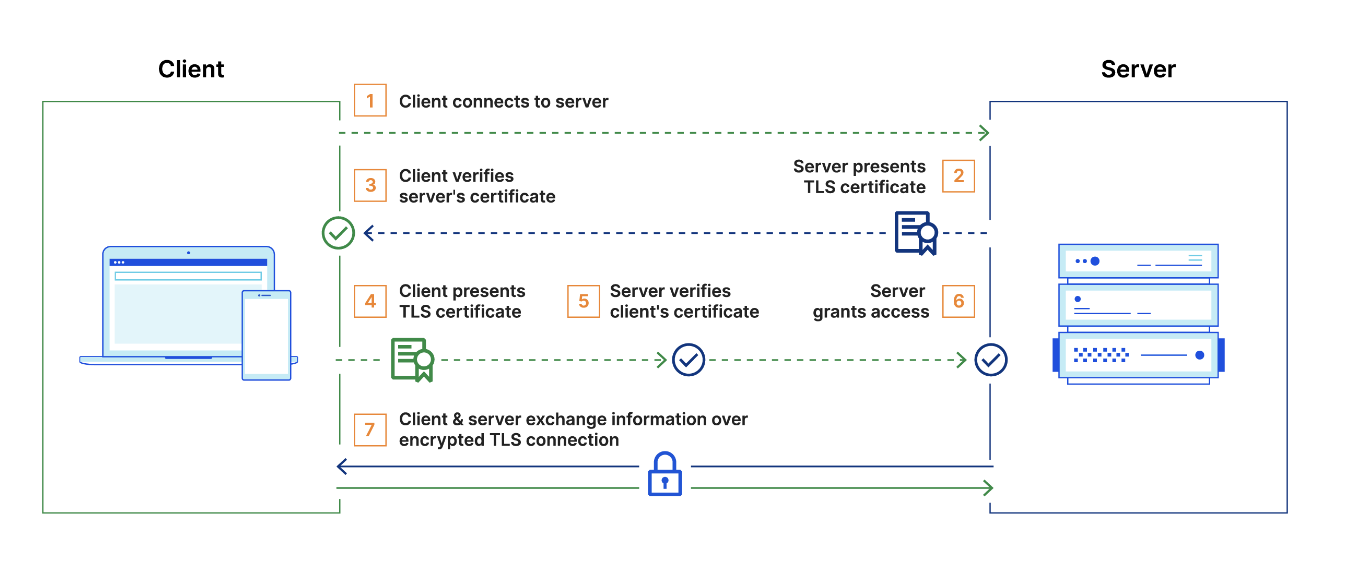 Client
Server
1
Client connects to server
Server presents
TLS certificate
2
3
Client verifies
server's certificate
4
Client presents
TLS certificate
5
Server verifies
client's certificate
Server
grants access
6
7
Client & server exchange information over
encrypted TLS connection